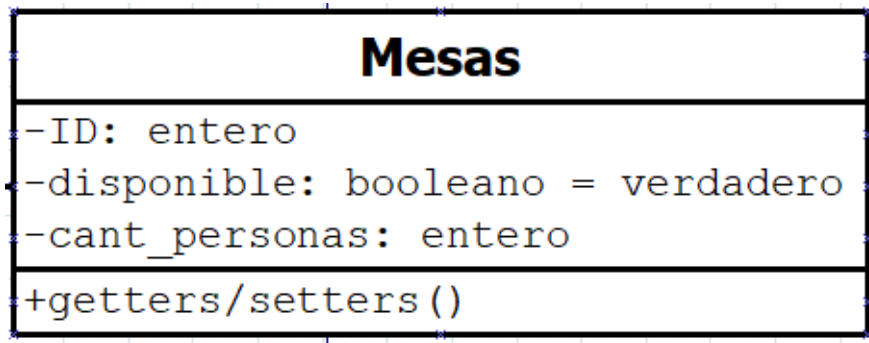 Mesas
-ID: entero
-disponible: booleano = verdadero
-cant_personas: entero
+getters/setters()